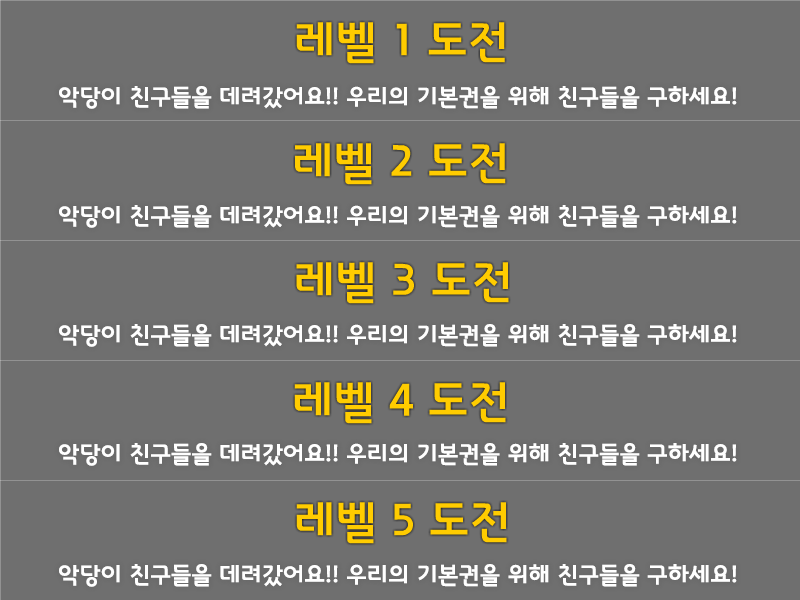 레벨 1 도전
악당이 친구들을 데려갔어요!! 우리의 기본권을 위해 친구들을 구하세요!
레벨 2 도전
악당이 친구들을 데려갔어요!! 우리의 기본권을 위해 친구들을 구하세요!
레벨 3 도전
악당이 친구들을 데려갔어요!! 우리의 기본권을 위해 친구들을 구하세요!
레벨 4 도전
악당이 친구들을 데려갔어요!! 우리의 기본권을 위해 친구들을 구하세요!
레벨 5 도전
악당이 친구들을 데려갔어요!! 우리의 기본권을 위해 친구들을 구하세요!